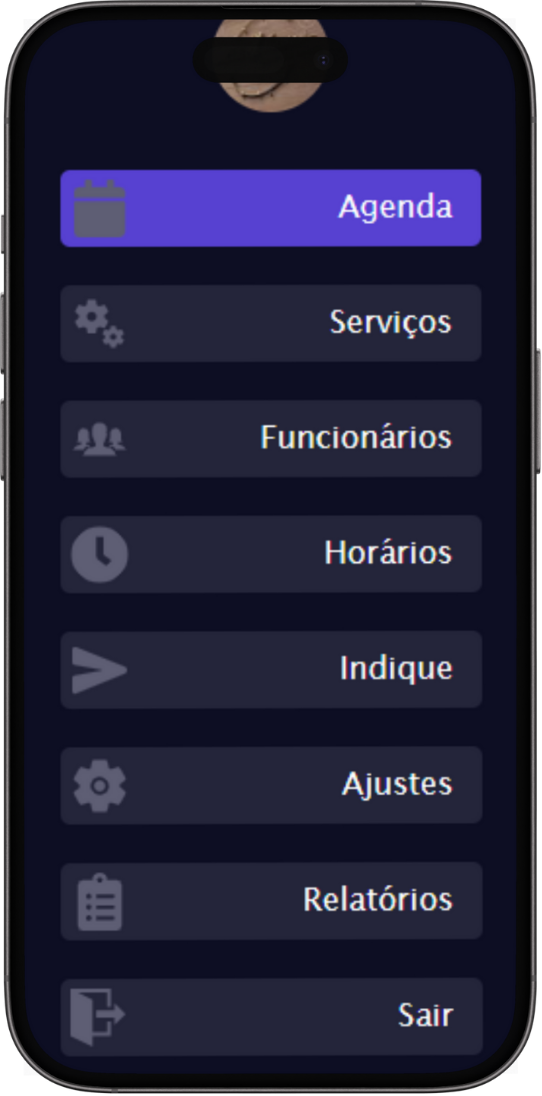 Agenda
Serviços
Funcionários
Horários
Indique
Ajustes
Relatórios
Sair